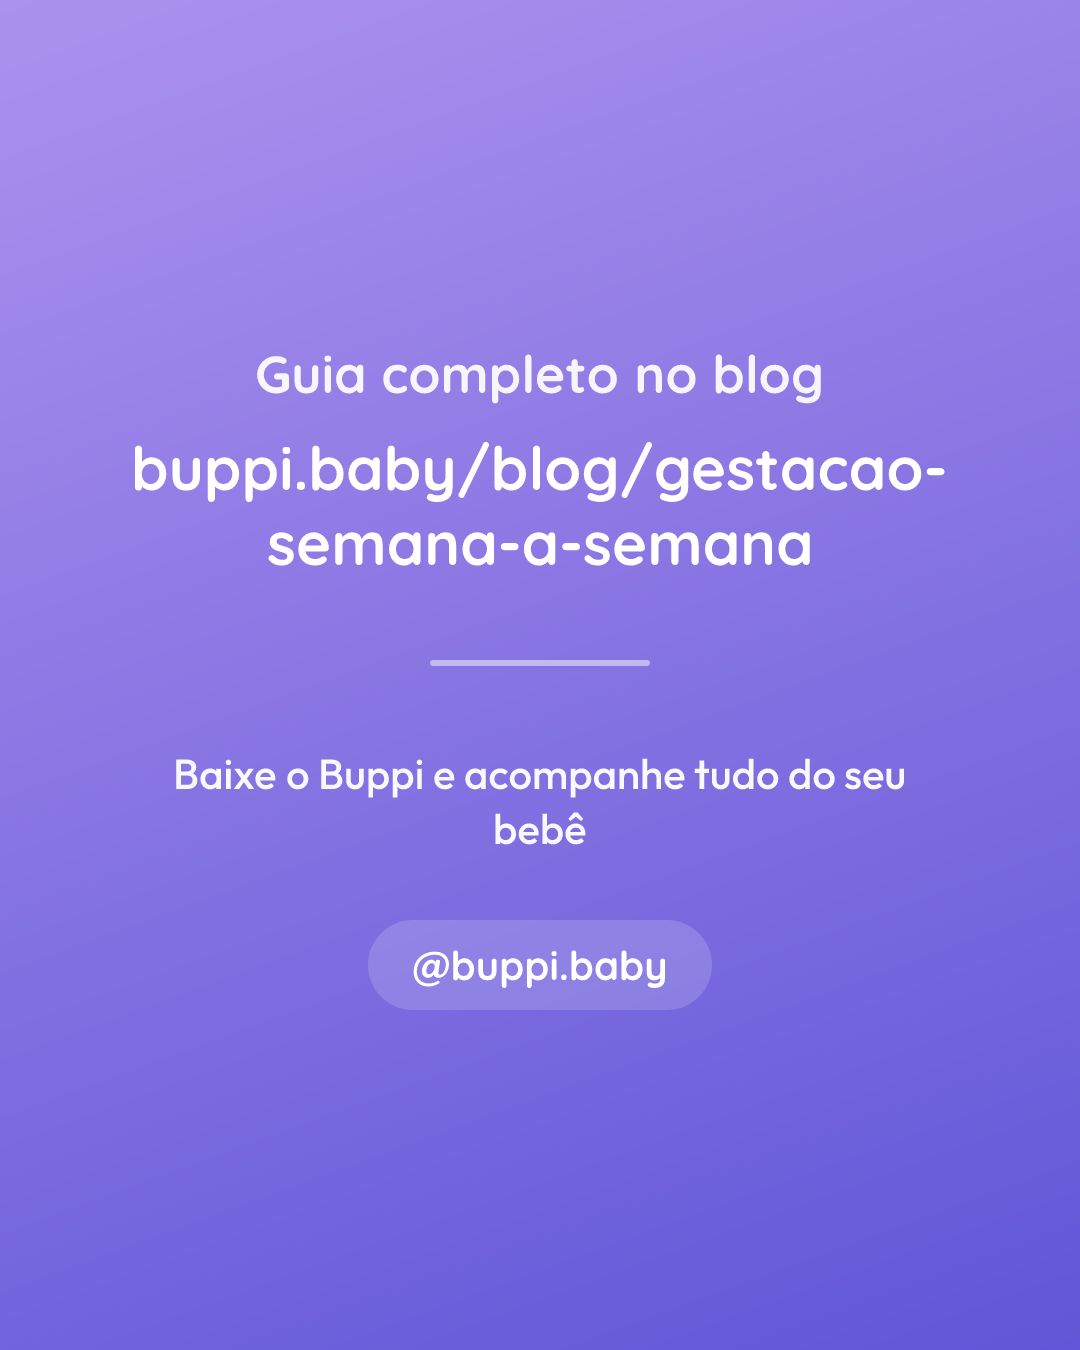 Guia completo no blog
buppi.baby/blog/gestacao-
semana-a-semana
Baixe o Buppi e acompanhe tudo do seu
bebê
@buppi.baby